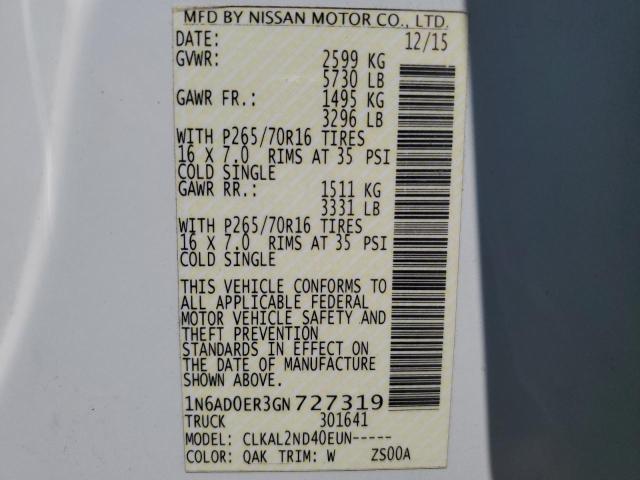 MFD BY NISSAN MOTOR CO., LTD.
DATE: 12/15
GVWR: 2599 KG
5730 LB
GAWR FR.: 1495 KG
3296 LB
WITH P265/70R16 TIRES
16 X 7.0 RIMS AT 35 PSI
COLD SINGLE
GAWR RR.: 1511 KG
3331 LB
WITH P265/70R16 TIRES
16 X 7.0 RIMS AT 35 PSI
COLD SINGLE
THIS VEHICLE CONFORMS TO
ALL APPLICABLE FEDERAL
MOTOR VEHICLE SAFETY AND
THEFT PREVENTION
STANDARDS IN EFFECT ON
THE DATE OF MANUFACTURE
SHOWN ABOVE.
1N6AD0ER3GN727319
TRUCK 301641
MODEL: CLKAL2ND40EUN-----
COLOR: QAK TRIM: W ZS00A